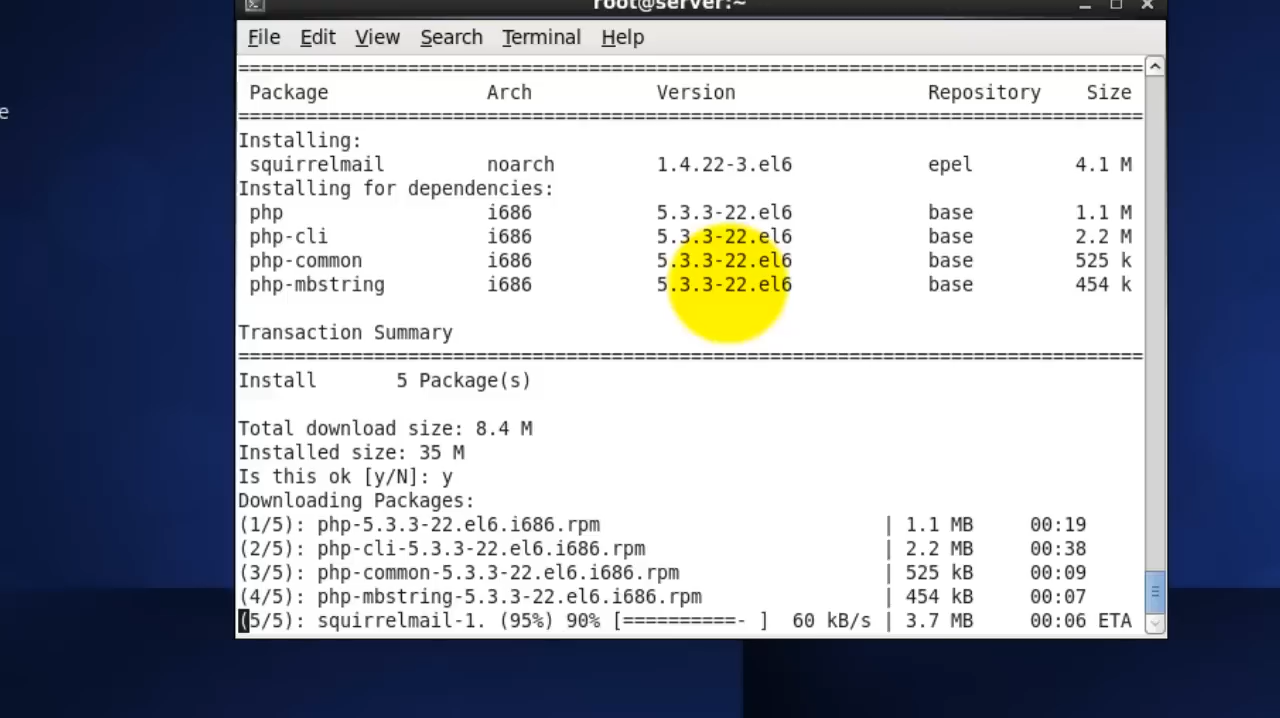 root@server:~
File Edit View Search Terminal Help
e
================================================================================
Package Arch Version Repository Size
================================================================================
Installing:
squirrelmail noarch 1.4.22-3.el6 epel 4.1 M
Installing for dependencies:
php i686 5.3.3-22.el6 base 1.1 M
php-cli i686 5.3.3-22.el6 base 2.2 M
php-common i686 5.3.3-22.el6 base 525 k
php-mbstring i686 5.3.3-22.el6 base 454 k
Transaction Summary
================================================================================
Install 5 Package(s)
Total download size: 8.4 M
Installed size: 35 M
Is this ok [y/N]: y
Downloading Packages:
(1/5): php-5.3.3-22.el6.i686.rpm | 1.1 MB 00:19
(2/5): php-cli-5.3.3-22.el6.i686.rpm | 2.2 MB 00:38
(3/5): php-common-5.3.3-22.el6.i686.rpm | 525 kB 00:09
(4/5): php-mbstring-5.3.3-22.el6.i686.rpm | 454 kB 00:07
(5/5): squirrelmail-1. (95%) 90% [==========- ] 60 kB/s | 3.7 MB 00:06 ETA